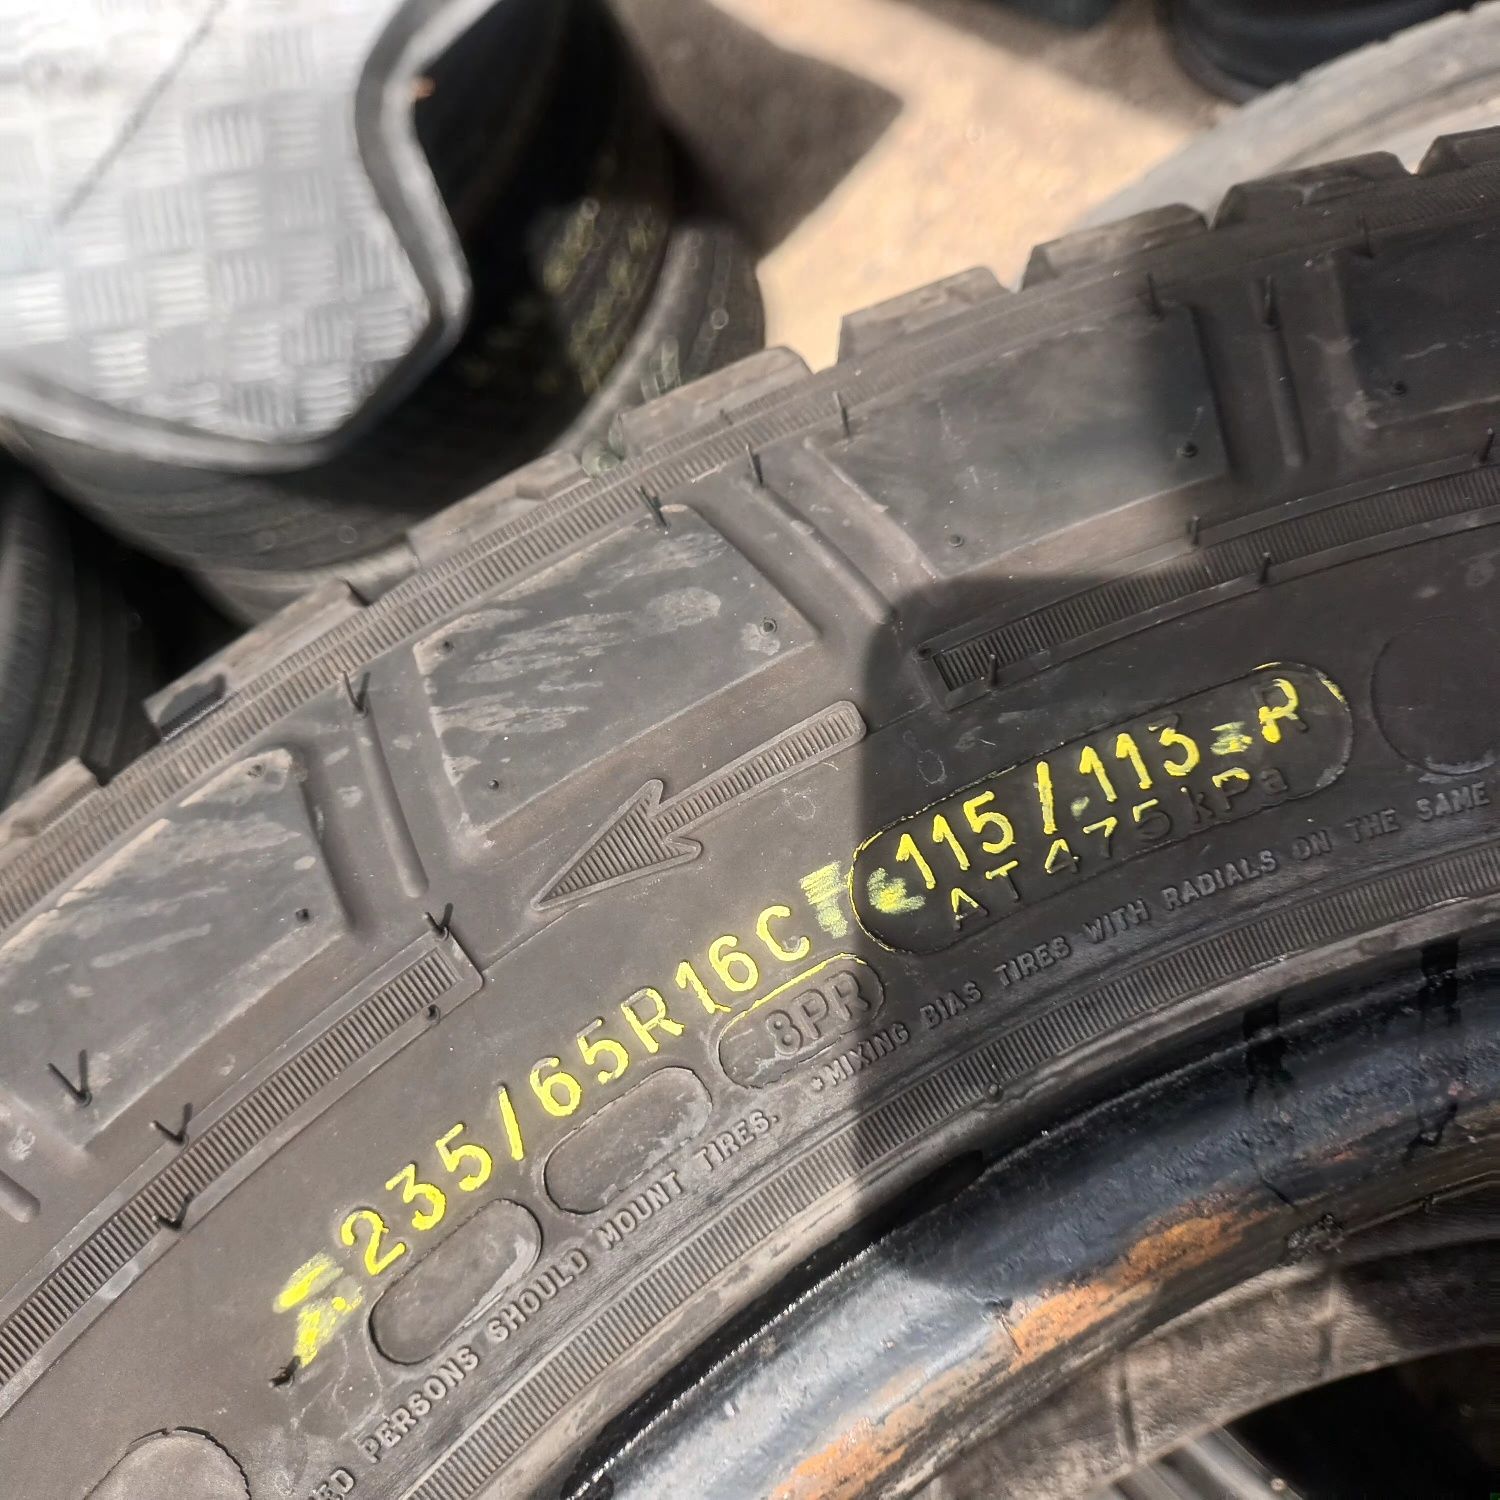 235/65R16C
115/113 R
AT 475 kPa
8PR
PERSONS SHOULD MOUNT TIRES. •MIXING BIAS TIRES WITH RADIALS ON THE SAME